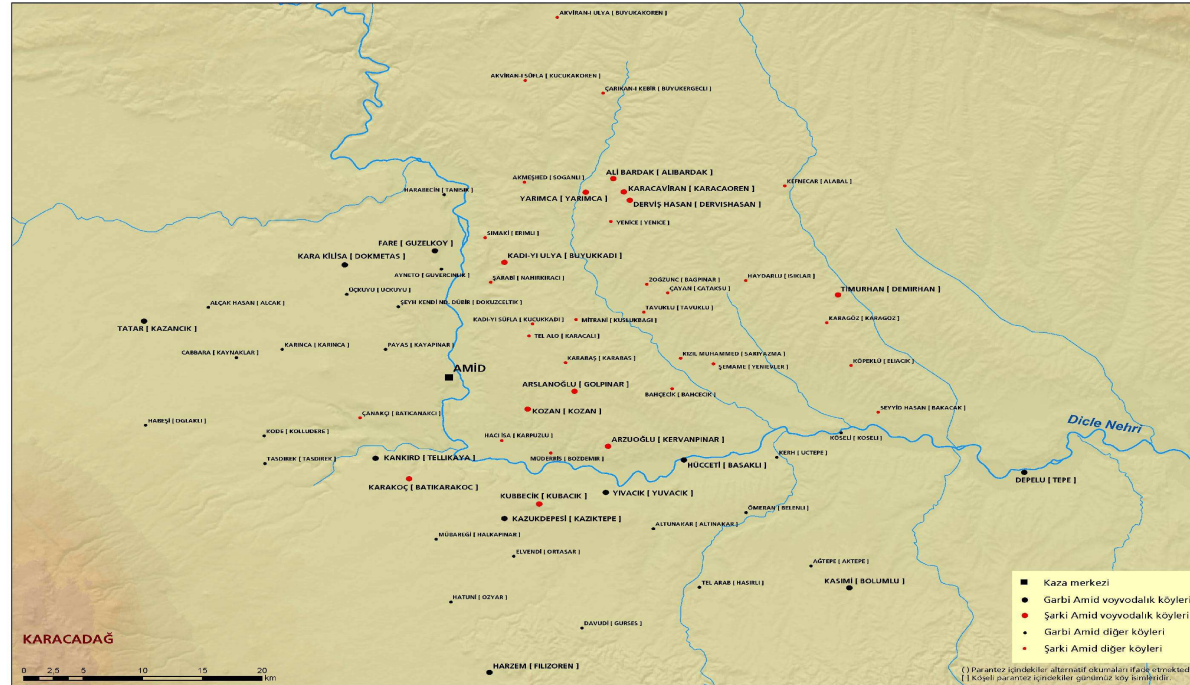 AKVİRAN-I ULYA [ BUYUKAKOREN ]
AKVİRAN-I SÜFLA [ KUCUKAKOREN ]
ÇARIKAN-I KEBİR [ BUYUKERGECLI ]
ALİ BARDAK [ ALIBARDAK ]
AKMEŞHED [ SOGANLI ]
KEFNECAR [ ALABAL ]
HARABECİN [ TANISIK ]
YARIMCA [ YARIMCA ]
KARACAVİRAN [ KARACAOREN ]
DERVİŞ HASAN [ DERVISHASAN ]
YENİCE [ YENICE ]
SIMAKİ [ ERIMLI ]
FARE [ GUZELKOY ]
KARA KİLİSA [ DOKMETAS ]
KADI-YI ULYA [ BUYUKKADI ]
AYNETO [ GUVERCINLIK ]
ŞARABİ [ NAHIRKIRACI ]
ZOĞZUNC [ BAGPINAR ]
HAYDARLU [ ISIKLAR ]
ÇAYAN [ CATAKSU ]
TİMURHAN [ DEMIRHAN ]
ÜÇKUYU [ UCKUYU ]
ALÇAK HASAN [ ALCAK ]
ŞEYH KENDİ ND. DÜBİR [ DOKUZCELTIK ]
TAVUKLU [ TAVUKLU ]
TATAR [ KAZANCIK ]
KADI-YI SÜFLA [ KUCUKKADI ]
MİTRANİ [ KUSLUKBAGI ]
KARAGÖZ [ KARAGOZ ]
TEL ALO [ KARACALI ]
KARINCA [ KARINCA ]
PAYAS [ KAYAPINAR ]
CABBARA [ KAYNAKLAR ]
KARABAŞ [ KARABAS ]
KIZIL MUHAMMED [ SARIYAZMA ]
ŞEMAME [ YENIEVLER ]
KÖPEKLÜ [ ELIACIK ]
AMİD
ARSLANOĞLU [ GOLPINAR ]
BAHÇECİK [ BAHCECIK ]
KOZAN [ KOZAN ]
SEYYİD HASAN [ BAKACAK ]
ÇANAKÇI [ BATICANAKCI ]
HABEŞİ [ OGLAKLI ]
Dicle Nehri
KODE [ KOLLUDERE ]
HACI İSA [ KARPUZLU ]
ARZUOĞLU [ KERVANPINAR ]
KÖSELİ [ KOSELI ]
MÜDERRİS [ BOZDEMIR ]
KERH [ UCTEPE ]
TASDIREK [ TASDIREK ]
KANKIRD [ TELLIKAYA ]
HÜCCETİ [ BASAKLI ]
DEPELU [ TEPE ]
KARAKOÇ [ BATIKARAKOC ]
KUBBECİK [ KUBACIK ]
YIVACIK [ YUVACIK ]
KAZUKDEPESİ [ KAZIKTEPE ]
ALTUNAKAR [ ALTINAKAR ]
ÖMERAN [ BELENLI ]
MÜBAREGİ [ HALKAPINAR ]
ELVENDİ [ ORTASAR ]
AĞTEPE [ AKTEPE ]
TEL ARAB [ HASIRLI ]
KASIMİ [ BOLUMLU ]
HATUNİ [ OZYAR ]
DAVUDİ [ GURSES ]
KARACADAĞ
HARZEM [ FILIZOREN ]
0 2,5 5 10 15 20
km
Kaza merkezi
Garbi Amid voyvodalık köyleri
Şarki Amid voyvodalık köyleri
Garbi Amid diğer köyleri
Şarki Amid diğer köyleri
( ) Parantez içindekiler alternatif okumaları ifade etmekted
[ ] Köşeli parantez içindekiler günümüz köy isimleridir.